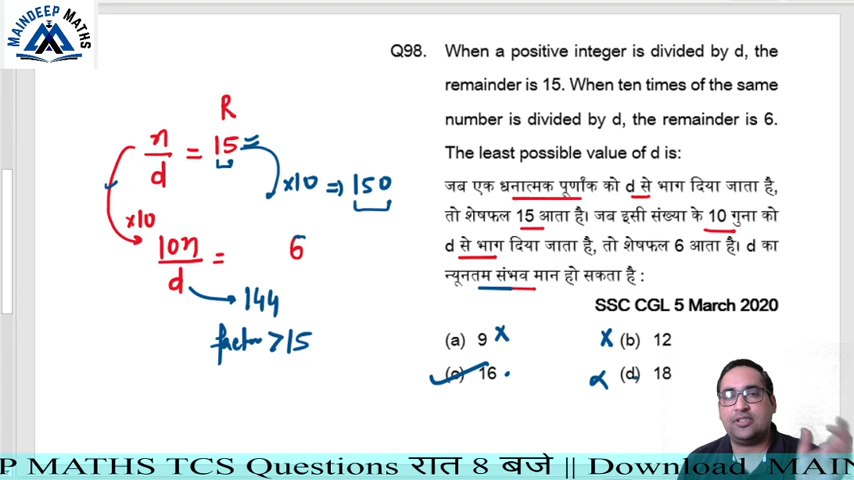 MAINDEEP MATHS
Q98. When a positive integer is divided by d, the
remainder is 15. When ten times of the same
number is divided by d, the remainder is 6.
The least possible value of d is:
जब एक धनात्मक पूर्णांक को d से भाग दिया जाता है,
तो शेषफल 15 आता है। जब इसी संख्या के 10 गुना को
d से भाग दिया जाता है, तो शेषफल 6 आता है। d का
न्यूनतम संभव मान हो सकता है :
SSC CGL 5 March 2020
(a) 9 x
x (b) 12
(c) 16
(d) 18
R
n/d = 15
x10 ⇒ 150
x10
10n/d = 6
144
factor > 15
P MATHS TCS Questions रात 8 बजे || Download MAIN